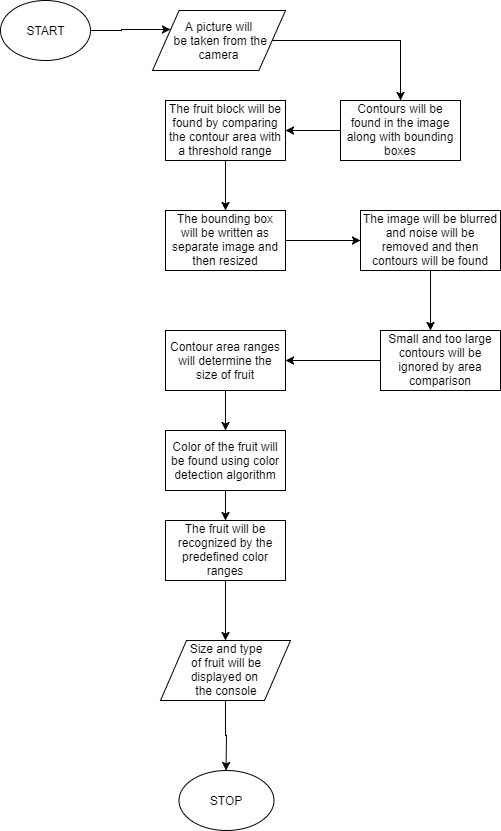 START
A picture will
be taken from the
camera
Contours will be
found in the image
along with bounding
boxes
The fruit block will be
found by comparing
the contour area with
a threshold range
The bounding box
will be written as
separate image and
then resized
The image will be blurred
and noise will be
removed and then
contours will be found
Small and too large
contours will be
ignored by area
comparison
Contour area ranges
will determine the
size of fruit
Color of the fruit will
be found using color
detection algorithm
The fruit will be
recognized by the
predefined color
ranges
Size and type
of fruit will be
displayed on
the console
STOP